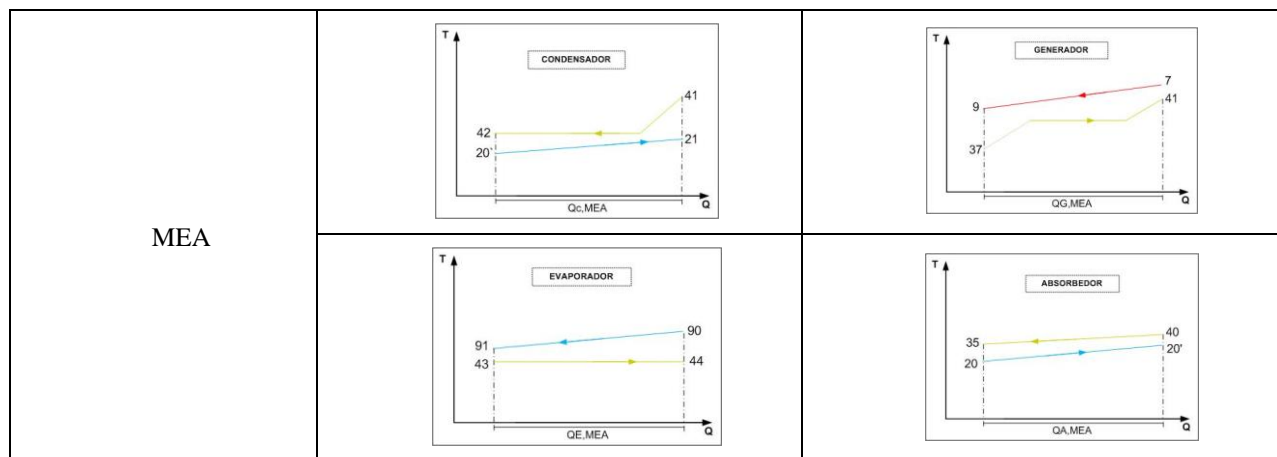 MEA
T
CONDENSADOR
41
42
21
20`
Q
Qc,MEA
T
GENERADOR
7
9
41
37
Q
QG,MEA
T
EVAPORADOR
90
91
43
44
Q
QE,MEA
T
ABSORBEDOR
40
35
20'
20
Q
QA,MEA